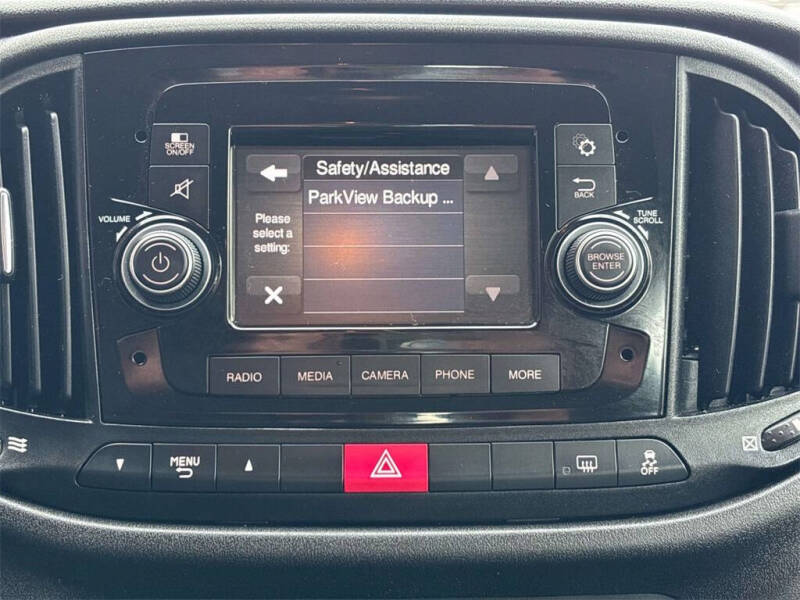 SCREEN
ON/OFF
Safety/Assistance
ParkView Backup ...
Please
select a
setting:
BACK
VOLUME
TUNE
SCROLL
BROWSE
ENTER
RADIO
MEDIA
CAMERA
PHONE
MORE
MENU
OFF